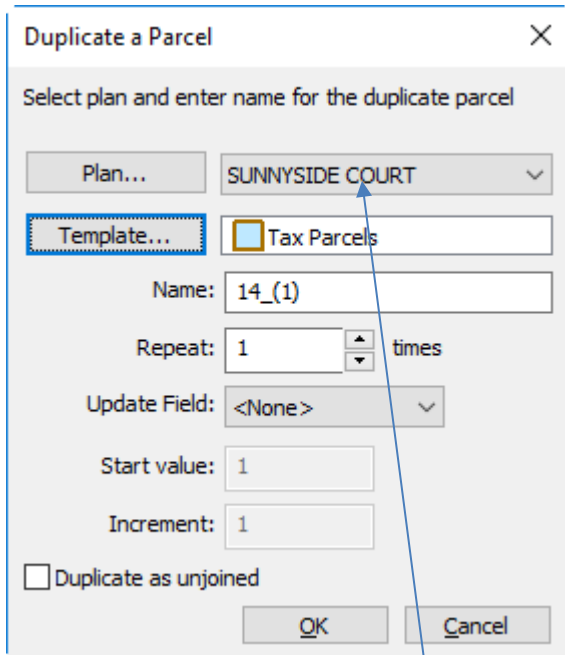 Duplicate a Parcel
Select plan and enter name for the duplicate parcel
Plan... SUNNYSIDE COURT
Template... Tax Parcels
Name: 14_(1)
Repeat: 1 times
Update Field: <None>
Start value: 1
Increment: 1
Duplicate as unjoined
OK Cancel